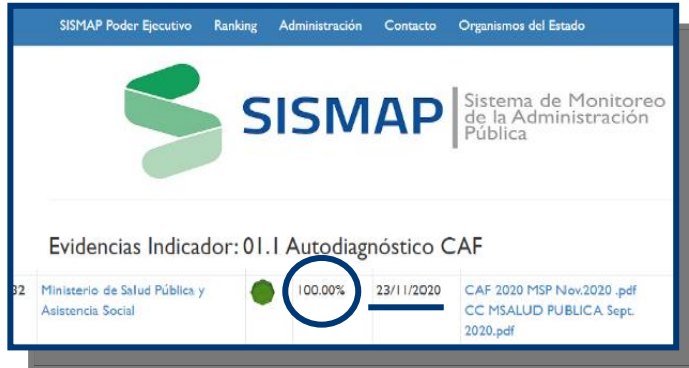 SISMAP Poder Ejecutivo Ranking Administración Contacto Organismos del Estado
SISMAP Sistema de Monitoreo
de la Administración
Pública
Evidencias Indicador: 01.1 Autodiagnóstico CAF
32 Ministerio de Salud Pública y 100.00% 23/11/2020 CAF 2020 MSP Nov.2020 .pdf
Asistencia Social CC MSALUD PUBLICA Sept.
2020.pdf